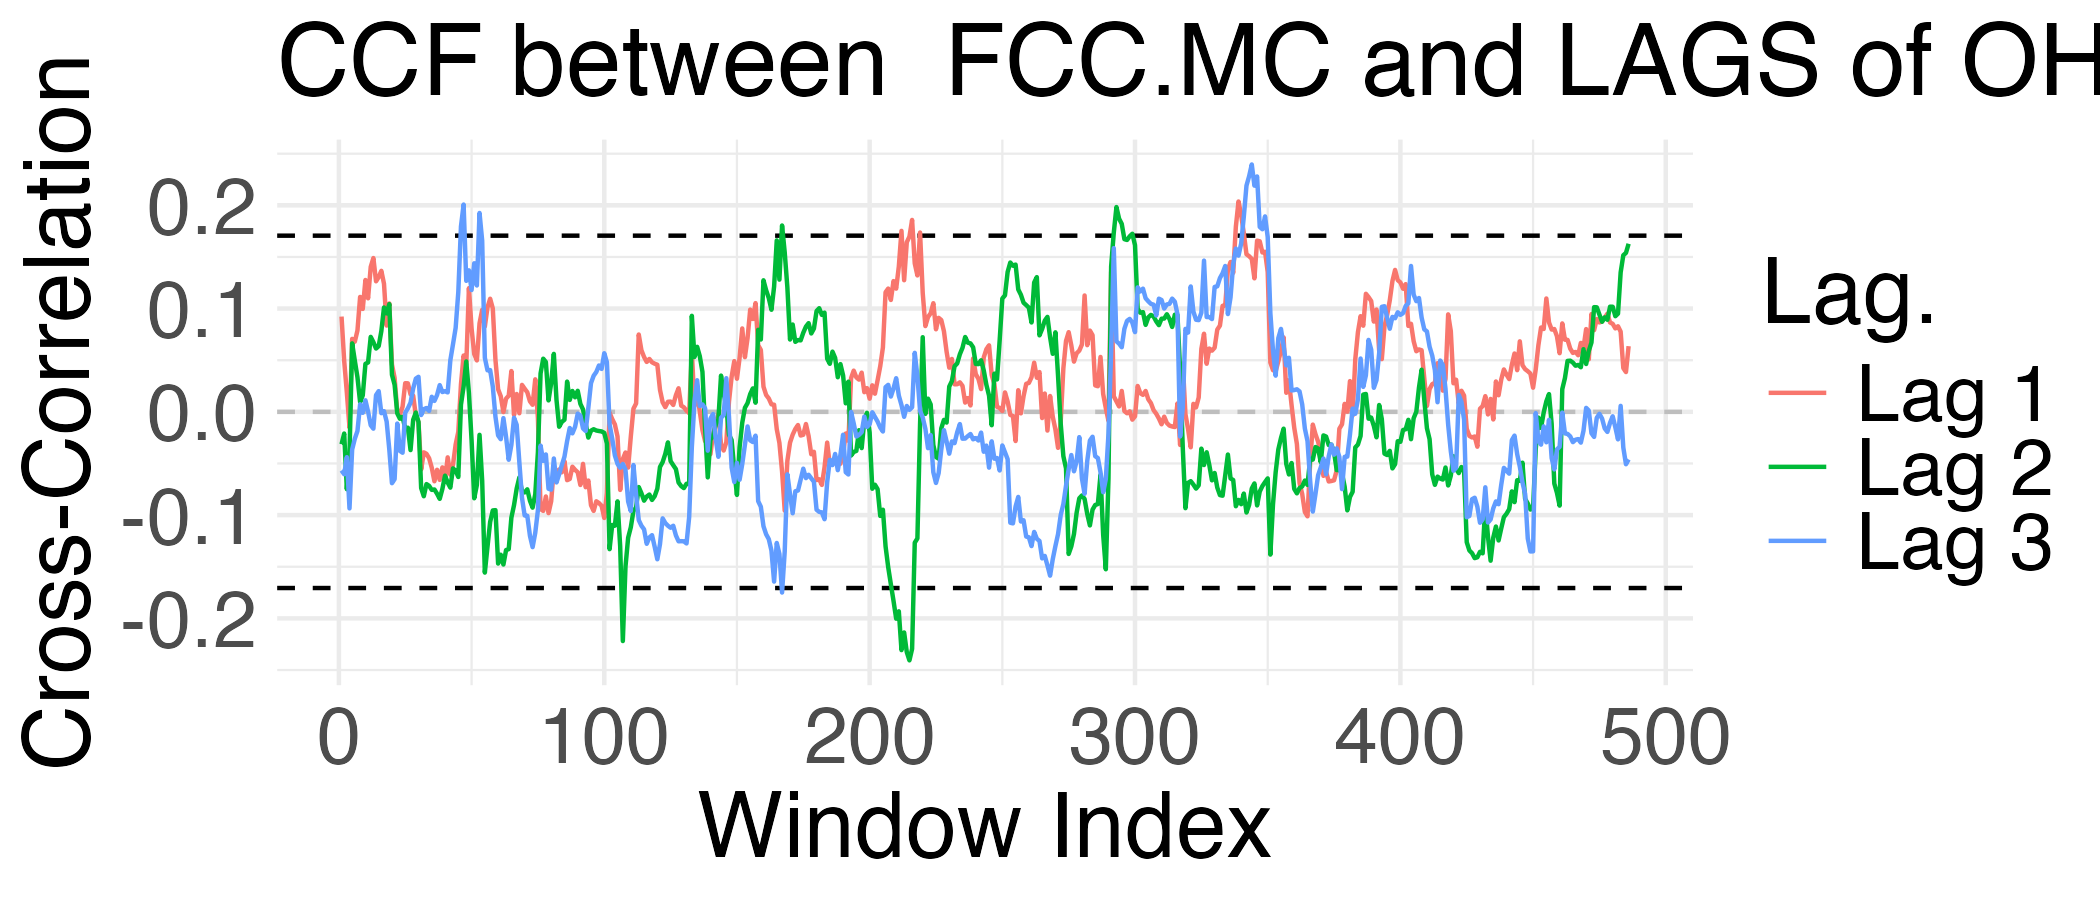 CCF between FCC.MC and LAGS of OH
Cross-Correlation
0.2
0.1
0.0
-0.1
-0.2
0 100 200 300 400 500
Window Index
Lag.
Lag 1
Lag 2
Lag 3